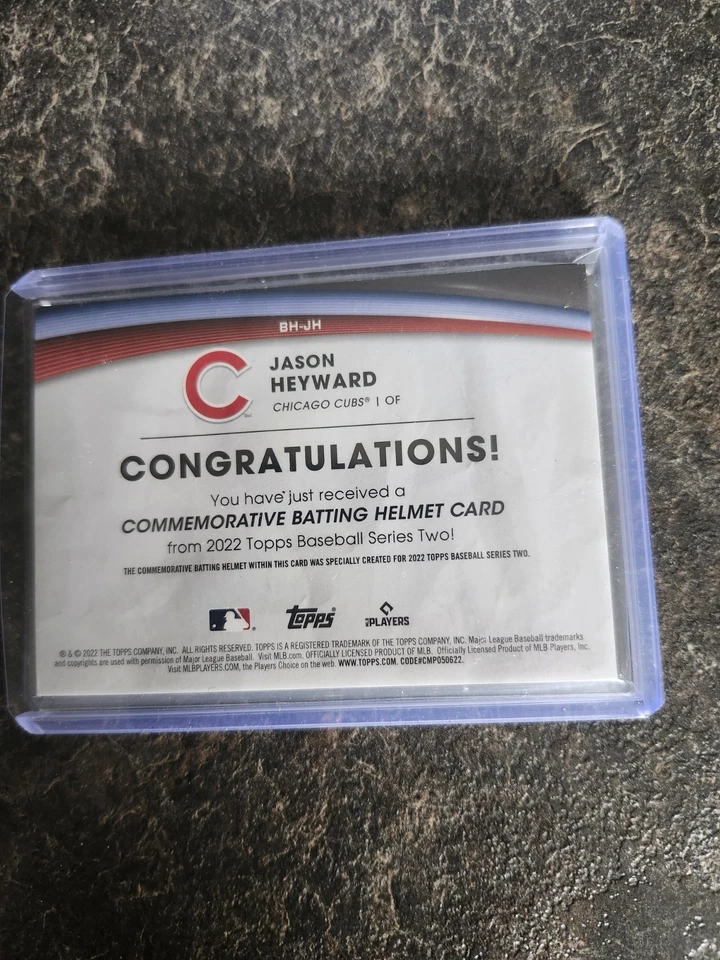 BH-JH
C
JASON
HEYWARD
CHICAGO CUBS® | OF
CONGRATULATIONS!
You have just received a
COMMEMORATIVE BATTING HELMET CARD
from 2022 Topps Baseball Series Two!
THE COMMEMORATIVE BATTING HELMET WITHIN THIS CARD WAS SPECIALLY CREATED FOR 2022 TOPPS BASEBALL SERIES TWO.
topps® PLAYERS
® & © 2022 THE TOPPS COMPANY, INC. ALL RIGHTS RESERVED. TOPPS IS A REGISTERED TRADEMARK OF THE TOPPS COMPANY, INC. Major League Baseball trademarks
and copyrights are used with permission of Major League Baseball. Visit MLB.com. OFFICIALLY LICENSED PRODUCT OF MLB. Officially Licensed Product of MLB Players, Inc.
Visit MLBPLAYERS.COM, the Players Choice on the web. WWW.TOPPS.COM. CODE#CMP050622.